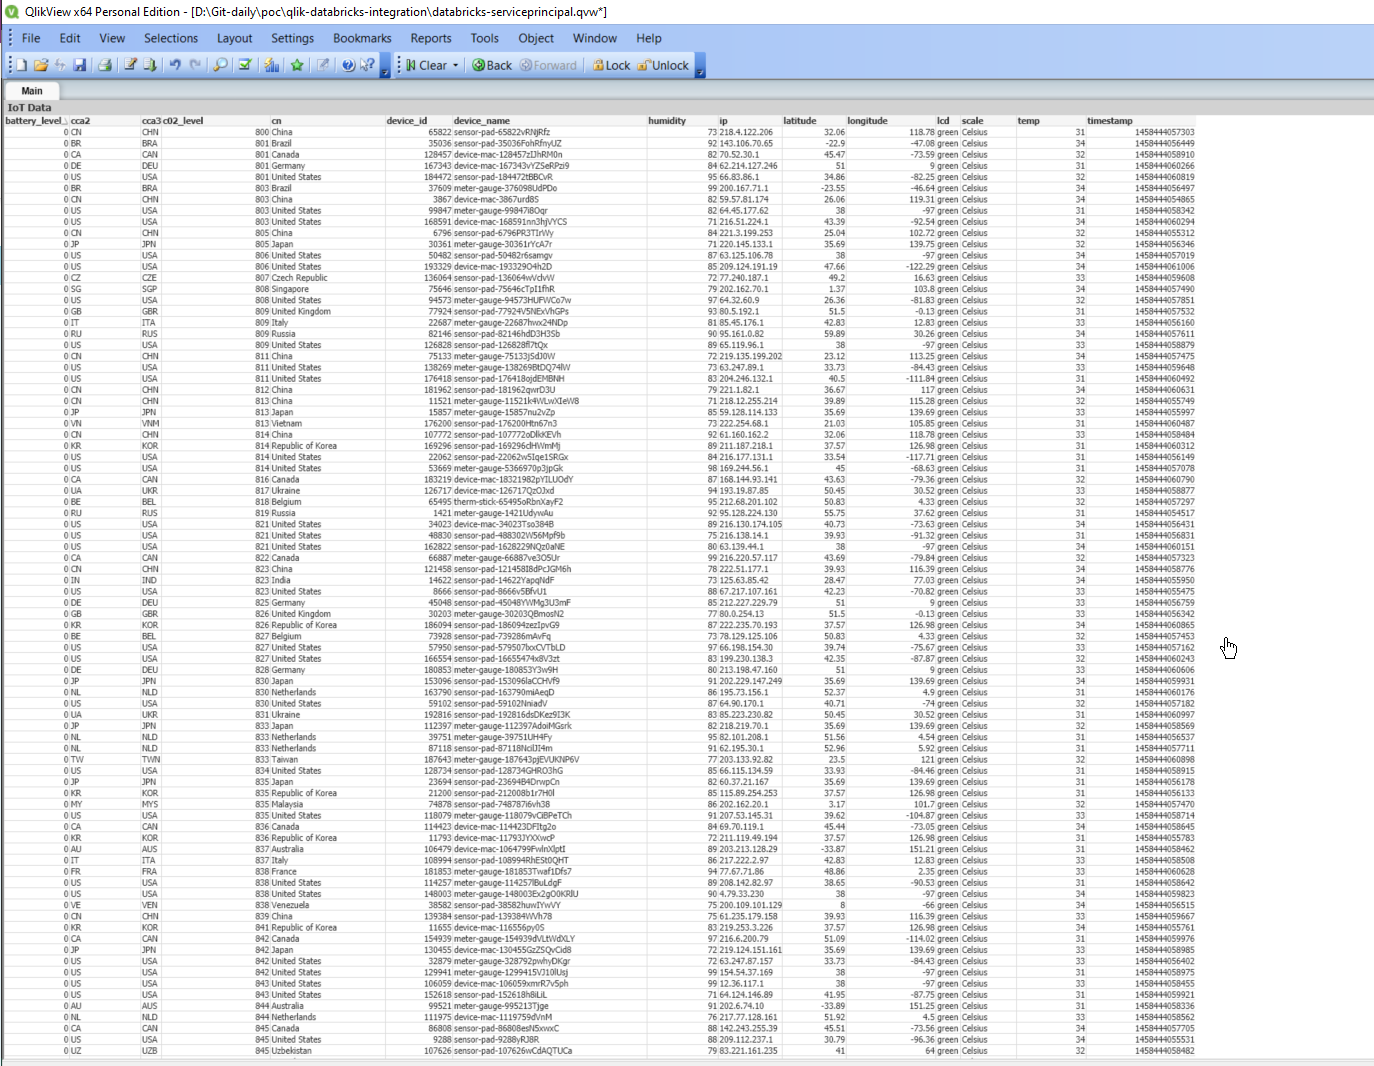 QlikView x64 Personal Edition - [D:\Git-daily\poc\qlik-databricks-integration\databricks-serviceprincipal.qvw*]
File Edit View Selections Layout Settings Bookmarks Reports Tools Object Window Help
Clear Back Forward Lock Unlock
Main
IoT Data
battery_level cca2 cca3 c02_level cn device_id device_name humidity ip latitude longitude lcd scale temp timestamp
0 CN CHN 800 China 65822 sensor-pad-65822vRNjRfz 73 218.4.122.206 32.06 118.78 green Celsius 31 1458444057303
0 BR BRA 801 Brazil 35036 sensor-pad-35036FohRfnyUZ 92 143.106.70.65 -22.9 -47.08 green Celsius 34 1458444056449
0 CA CAN 801 Canada 128457 device-mac-128457zIJhRM0n 82 70.52.30.1 45.47 -73.59 green Celsius 32 1458444058910
0 DE DEU 801 Germany 167343 device-mac-167343vYZSeRPzi9 84 62.214.127.246 51 9 green Celsius 31 1458444060266
0 US USA 801 United States 184472 sensor-pad-184472tBBCvR 95 66.83.86.1 34.86 -82.25 green Celsius 31 1458444060819
0 BR BRA 803 Brazil 37609 meter-gauge-376098UdPDo 99 200.167.71.1 -23.55 -46.64 green Celsius 34 1458444056497
0 CN CHN 803 China 3867 device-mac-3867urd8S 82 59.57.81.174 26.06 119.31 green Celsius 34 1458444054865
0 US USA 803 United States 99847 meter-gauge-99847i8Oqr 82 64.45.177.62 38 -97 green Celsius 31 1458444058342
0 US USA 803 United States 168591 device-mac-168591nn3hjVYCS 71 216.51.224.1 43.39 -92.54 green Celsius 34 1458444060294
0 CN CHN 805 China 6796 sensor-pad-6796PR3TIrWy 84 221.3.199.253 25.04 102.72 green Celsius 34 1458444055312
0 JP JPN 805 Japan 30361 meter-gauge-30361rYcA7r 71 220.145.133.1 35.69 139.75 green Celsius 32 1458444056346
0 US USA 806 United States 50482 sensor-pad-50482r6samgv 87 63.125.106.78 38 -97 green Celsius 34 1458444057019
0 US USA 806 United States 193329 device-mac-193329O4h2D 85 209.124.191.19 47.66 -122.29 green Celsius 34 1458444061006
0 CZ CZE 807 Czech Republic 136064 sensor-pad-136064wVclvW 72 77.240.187.1 49.2 16.63 green Celsius 33 1458444059608
0 SG SGP 808 Singapore 75646 sensor-pad-75646cTpI1fhR 79 202.162.70.1 1.37 103.8 green Celsius 34 1458444057490
0 US USA 808 United States 94573 meter-gauge-94573HUFWCo7w 97 64.32.60.9 26.36 -81.83 green Celsius 32 1458444057851
0 GB GBR 809 United Kingdom 77924 sensor-pad-77924V5NExVhGPs 93 80.5.192.1 51.5 -0.13 green Celsius 31 1458444057532
0 IT ITA 809 Italy 22687 meter-gauge-22687hwx24NDp 81 85.45.176.1 42.83 12.83 green Celsius 33 1458444056160
0 RU RUS 809 Russia 82146 sensor-pad-82146hdD3H3Sb 90 95.161.0.82 59.89 30.26 green Celsius 34 1458444057611
0 US USA 809 United States 126828 sensor-pad-126828fl7tQx 89 65.119.96.1 38 -97 green Celsius 33 1458444058879
0 CN CHN 811 China 75133 meter-gauge-75133jSdJ0W 72 219.135.199.202 23.12 113.25 green Celsius 34 1458444057475
0 US USA 811 United States 138269 meter-gauge-138269BtDQ74lW 73 63.247.89.1 33.73 -84.43 green Celsius 33 1458444059648
0 US USA 811 United States 176418 sensor-pad-176418ojdEMBNH 83 204.246.132.1 40.5 -111.84 green Celsius 31 1458444060492
0 CN CHN 812 China 181962 sensor-pad-181962qwrD3U 79 221.1.82.1 36.67 117 green Celsius 34 1458444060631
0 CN CHN 813 China 11521 meter-gauge-11521k4WLwXIeW8 71 218.12.255.214 39.89 115.28 green Celsius 32 1458444055749
0 JP JPN 813 Japan 15857 meter-gauge-15857nu2vZp 85 59.128.114.133 35.69 139.69 green Celsius 33 1458444055997
0 VN VNM 813 Vietnam 176200 sensor-pad-176200Htn67n3 73 222.254.68.1 21.03 105.85 green Celsius 31 1458444060487
0 CN CHN 814 China 107772 sensor-pad-107772oDlkKEVh 92 61.160.162.2 32.06 118.78 green Celsius 33 1458444058484
0 KR KOR 814 Republic of Korea 169296 sensor-pad-169296dHWmMj 89 211.187.218.1 37.57 126.98 green Celsius 34 1458444060312
0 US USA 814 United States 22062 sensor-pad-22062w5Iqe1SRGx 84 216.177.131.1 33.54 -117.71 green Celsius 31 1458444056149
0 US USA 814 United States 53669 meter-gauge-5366970p3jpGk 98 169.244.56.1 45 -68.63 green Celsius 31 1458444057078
0 CA CAN 816 Canada 183219 device-mac-18321982pYILUOdY 87 168.144.93.141 43.63 -79.36 green Celsius 32 1458444060790
0 UA UKR 817 Ukraine 126717 device-mac-126717QzOJxd 94 193.19.87.85 50.45 30.52 green Celsius 33 1458444058877
0 BE BEL 818 Belgium 65495 therm-stick-65495oRbnXayF2 95 212.68.201.102 50.83 4.33 green Celsius 32 1458444057297
0 RU RUS 819 Russia 1421 meter-gauge-1421UdywAu 92 95.128.224.130 55.75 37.62 green Celsius 31 1458444054517
0 US USA 821 United States 34023 device-mac-34023Tso384B 89 216.130.174.105 40.73 -73.63 green Celsius 34 1458444056431
0 US USA 821 United States 48830 sensor-pad-488302W56Mpf9b 75 216.138.14.1 39.93 -91.32 green Celsius 31 1458444056831
0 US USA 821 United States 162822 sensor-pad-1628229NQz0aNE 80 63.139.44.1 38 -97 green Celsius 34 1458444060151
0 CA CAN 822 Canada 66887 meter-gauge-66887ve3O5Ur 99 216.220.57.117 43.69 -79.84 green Celsius 32 1458444057323
0 CN CHN 823 China 121458 sensor-pad-121458I8dPcJGM6h 78 222.51.177.1 39.93 116.39 green Celsius 34 1458444058776
0 IN IND 823 India 14622 sensor-pad-14622YapqNdF 73 125.63.85.42 28.47 77.03 green Celsius 34 1458444055950
0 US USA 823 United States 8666 sensor-pad-8666v5BfvU1 88 67.217.107.161 42.23 -70.82 green Celsius 33 1458444055475
0 DE DEU 825 Germany 45048 sensor-pad-45048YWMg3U3mF 85 212.227.229.79 51 9 green Celsius 33 1458444056759
0 GB GBR 826 United Kingdom 30203 meter-gauge-30203QBmosN2 77 80.0.254.13 51.5 -0.13 green Celsius 34 1458444056342
0 KR KOR 826 Republic of Korea 186094 sensor-pad-186094zezIpvG9 87 222.235.70.193 37.57 126.98 green Celsius 34 1458444060865
0 BE BEL 827 Belgium 73928 sensor-pad-739286mAvFq 73 78.129.125.106 50.83 4.33 green Celsius 32 1458444057453
0 US USA 827 United States 57950 sensor-pad-579507lxxCVTbLD 97 66.198.154.30 39.74 -75.67 green Celsius 33 1458444057162
0 US USA 827 United States 166554 sensor-pad-16655474x8V3zt 83 199.230.138.3 42.35 -87.87 green Celsius 32 1458444060243
0 DE DEU 828 Germany 180853 meter-gauge-180853Y3w9H 80 213.198.47.160 51 9 green Celsius 33 1458444060606
0 JP JPN 830 Japan 153096 sensor-pad-153096laCCHVf9 91 202.229.147.249 35.69 139.69 green Celsius 34 1458444059931
0 NL NLD 830 Netherlands 163790 sensor-pad-163790miAeqD 86 195.73.156.1 52.37 4.9 green Celsius 31 1458444060176
0 US USA 830 United States 59102 sensor-pad-59102NniadV 87 64.90.170.1 40.71 -74 green Celsius 31 1458444057182
0 UA UKR 831 Ukraine 192816 sensor-pad-192816dsDKez9I3K 83 85.223.230.82 50.45 30.52 green Celsius 31 1458444060997
0 JP JPN 833 Japan 112397 meter-gauge-112397AdoiMGsrk 82 218.219.70.1 35.69 139.69 green Celsius 32 1458444058569
0 NL NLD 833 Netherlands 39751 meter-gauge-39751UH4Fy 95 82.101.208.1 51.56 4.54 green Celsius 31 1458444056537
0 NL NLD 833 Netherlands 87118 sensor-pad-87118NcilJI4m 91 62.195.30.1 52.96 5.92 green Celsius 31 1458444057711
0 TW TWN 833 Taiwan 187643 meter-gauge-187643pjEVUKNP6V 77 203.133.92.82 23.5 121 green Celsius 32 1458444060898
0 US USA 834 United States 128734 sensor-pad-128734GHRO3hG 85 66.115.134.59 33.93 -84.46 green Celsius 31 1458444058915
0 JP JPN 835 Japan 23694 sensor-pad-23694B4DrwpCn 82 60.37.21.167 35.69 139.69 green Celsius 31 1458444056178
0 KR KOR 835 Republic of Korea 21200 sensor-pad-212008b1r7H0l 85 115.89.254.253 37.57 126.98 green Celsius 31 1458444056133
0 MY MYS 835 Malaysia 74878 sensor-pad-748787i6vh38 86 202.162.20.1 3.17 101.7 green Celsius 32 1458444057470
0 US USA 835 United States 118079 meter-gauge-118079vCiBPeTCh 91 207.53.145.31 39.62 -104.87 green Celsius 33 1458444058714
0 CA CAN 836 Canada 114423 device-mac-114423DFItg2o 84 69.70.119.1 45.44 -73.05 green Celsius 34 1458444058645
0 KR KOR 836 Republic of Korea 11793 device-mac-11793JYXXwcP 72 211.119.49.194 37.57 126.98 green Celsius 31 1458444055783
0 AU AUS 837 Australia 106479 device-mac-1064799FwlnXlptI 89 203.213.128.29 -33.87 151.21 green Celsius 31 1458444058462
0 IT ITA 837 Italy 108994 sensor-pad-108994RhESt0QHT 86 217.222.2.97 42.83 12.83 green Celsius 33 1458444058508
0 FR FRA 838 France 181853 meter-gauge-181853Twaf1Dfs7 94 77.67.71.86 48.86 2.35 green Celsius 33 1458444060628
0 US USA 838 United States 114257 meter-gauge-114257lBuLdgF 89 208.142.82.97 38.65 -90.53 green Celsius 31 1458444058642
0 US USA 838 United States 148003 meter-gauge-148003Ex2gO0KRlU 90 4.79.33.230 38 -97 green Celsius 34 1458444059823
0 VE VEN 838 Venezuela 38582 sensor-pad-38582huwIYwVY 75 200.109.101.129 8 -66 green Celsius 34 1458444056515
0 CN CHN 839 China 139384 sensor-pad-139384WVh78 75 61.235.179.158 39.93 116.39 green Celsius 33 1458444059667
0 KR KOR 841 Republic of Korea 11655 device-mac-116556py0S 83 219.253.3.226 37.57 126.98 green Celsius 34 1458444055761
0 CA CAN 842 Canada 154939 meter-gauge-154939dVLtWdXLY 97 216.6.200.79 51.09 -114.02 green Celsius 31 1458444059976
0 JP JPN 842 Japan 130455 device-mac-130455GzZSQvCid8 72 219.124.151.161 35.69 139.69 green Celsius 33 1458444058985
0 US USA 842 United States 32879 meter-gauge-328792pwhyDKgr 72 63.247.87.157 33.73 -84.43 green Celsius 33 1458444056402
0 US USA 842 United States 129941 meter-gauge-1299415VJ10lUsj 99 154.54.37.169 38 -97 green Celsius 31 1458444058975
0 US USA 843 United States 106059 device-mac-106059xmrR7v5ph 99 12.36.117.1 38 -97 green Celsius 33 1458444058455
0 US USA 843 United States 152618 sensor-pad-152618h8iLiL 71 64.124.146.89 41.95 -87.75 green Celsius 31 1458444059921
0 AU AUS 844 Australia 99521 meter-gauge-995213Tjge 91 202.6.74.10 -33.89 151.25 green Celsius 31 1458444058336
0 NL NLD 844 Netherlands 111975 device-mac-1119759dVnM 76 217.77.128.161 51.92 4.5 green Celsius 33 1458444058562
0 CA CAN 845 Canada 86808 sensor-pad-86808esN5xwxC 88 142.243.255.39 45.51 -73.56 green Celsius 34 1458444057705
0 US USA 845 United States 9288 sensor-pad-9288yRJ8R 88 209.112.237.1 30.79 -96.36 green Celsius 34 1458444055531
0 UZ UZB 845 Uzbekistan 107626 sensor-pad-107626wCdAQTUCa 79 83.221.161.235 41 64 green Celsius 32 1458444058482